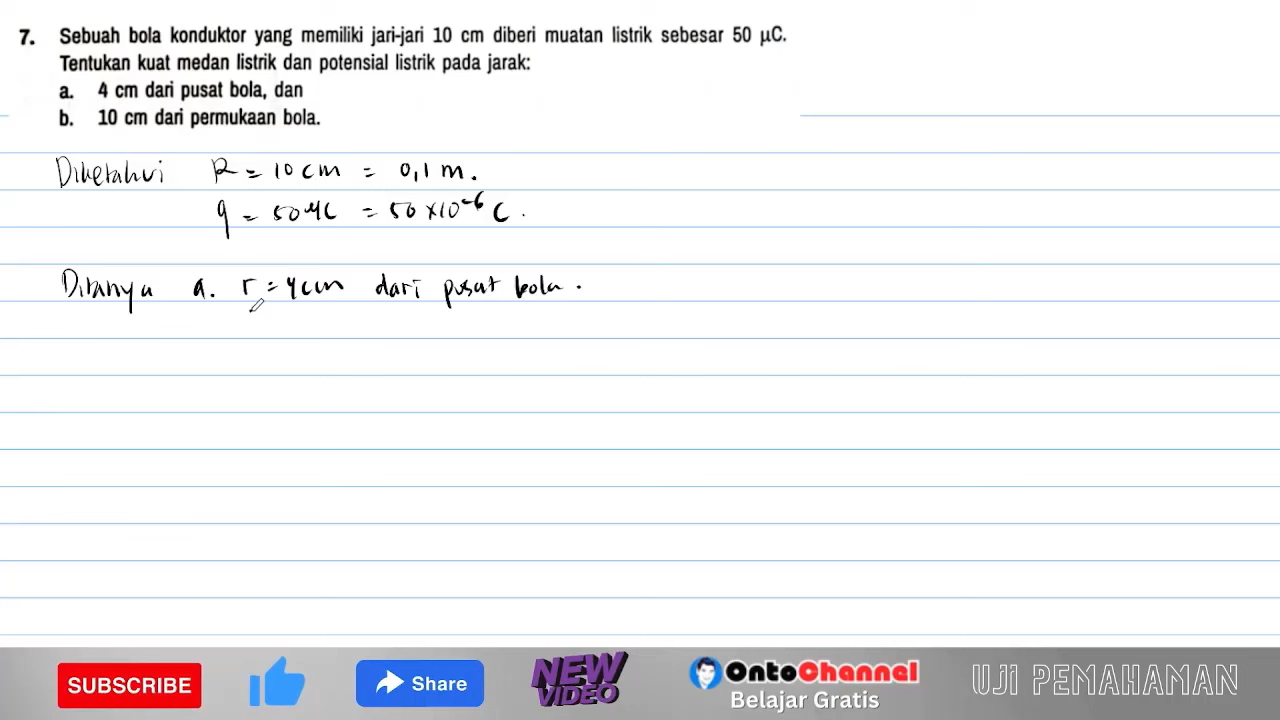 7. Sebuah bola konduktor yang memiliki jari-jari 10 cm diberi muatan listrik sebesar 50 μC.
Tentukan kuat medan listrik dan potensial listrik pada jarak:
a. 4 cm dari pusat bola, dan
b. 10 cm dari permukaan bola.
Diketahui R = 10 cm = 0,1 m.
q = 50 μC = 50 × 10⁻⁶ C.
Ditanya a. r = 4 cm dari pusat bola.
SUBSCRIBE
Share
NEW VIDEO
OntoChannel
Belajar Gratis
UJI PEMAHAMAN